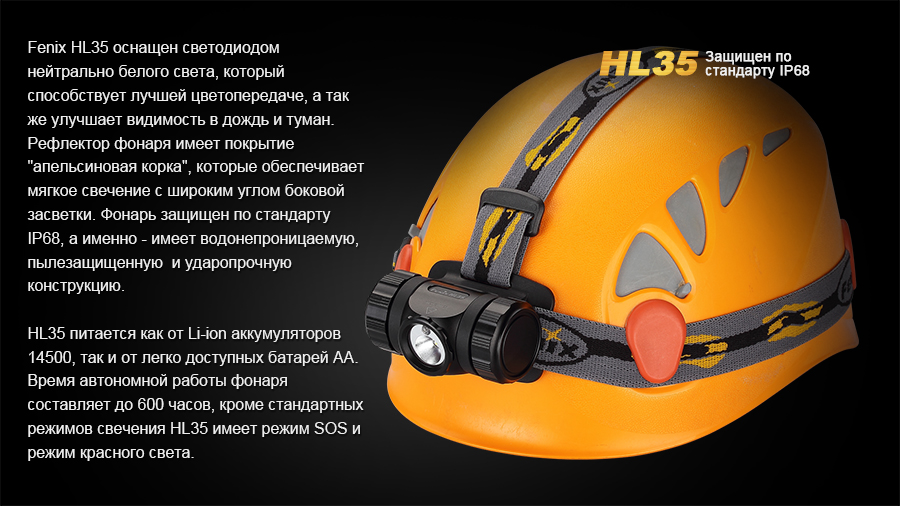 Fenix HL35 оснащен светодиодом
нейтрально белого света, который
способствует лучшей цветопередаче, а так
же улучшает видимость в дождь и туман.
Рефлектор фонаря имеет покрытие
"апельсиновая корка", которые обеспечивает
мягкое свечение с широким углом боковой
засветки. Фонарь защищен по стандарту
IP68, а именно - имеет водонепроницаемую,
пылезащищенную и ударопрочную
конструкцию.
HL35 питается как от Li-ion аккумуляторов
14500, так и от легко доступных батарей АА.
Время автономной работы фонаря
составляет до 600 часов, кроме стандартных
режимов свечения HL35 имеет режим SOS и
режим красного света.
HL35 Защищен по
стандарту IP68